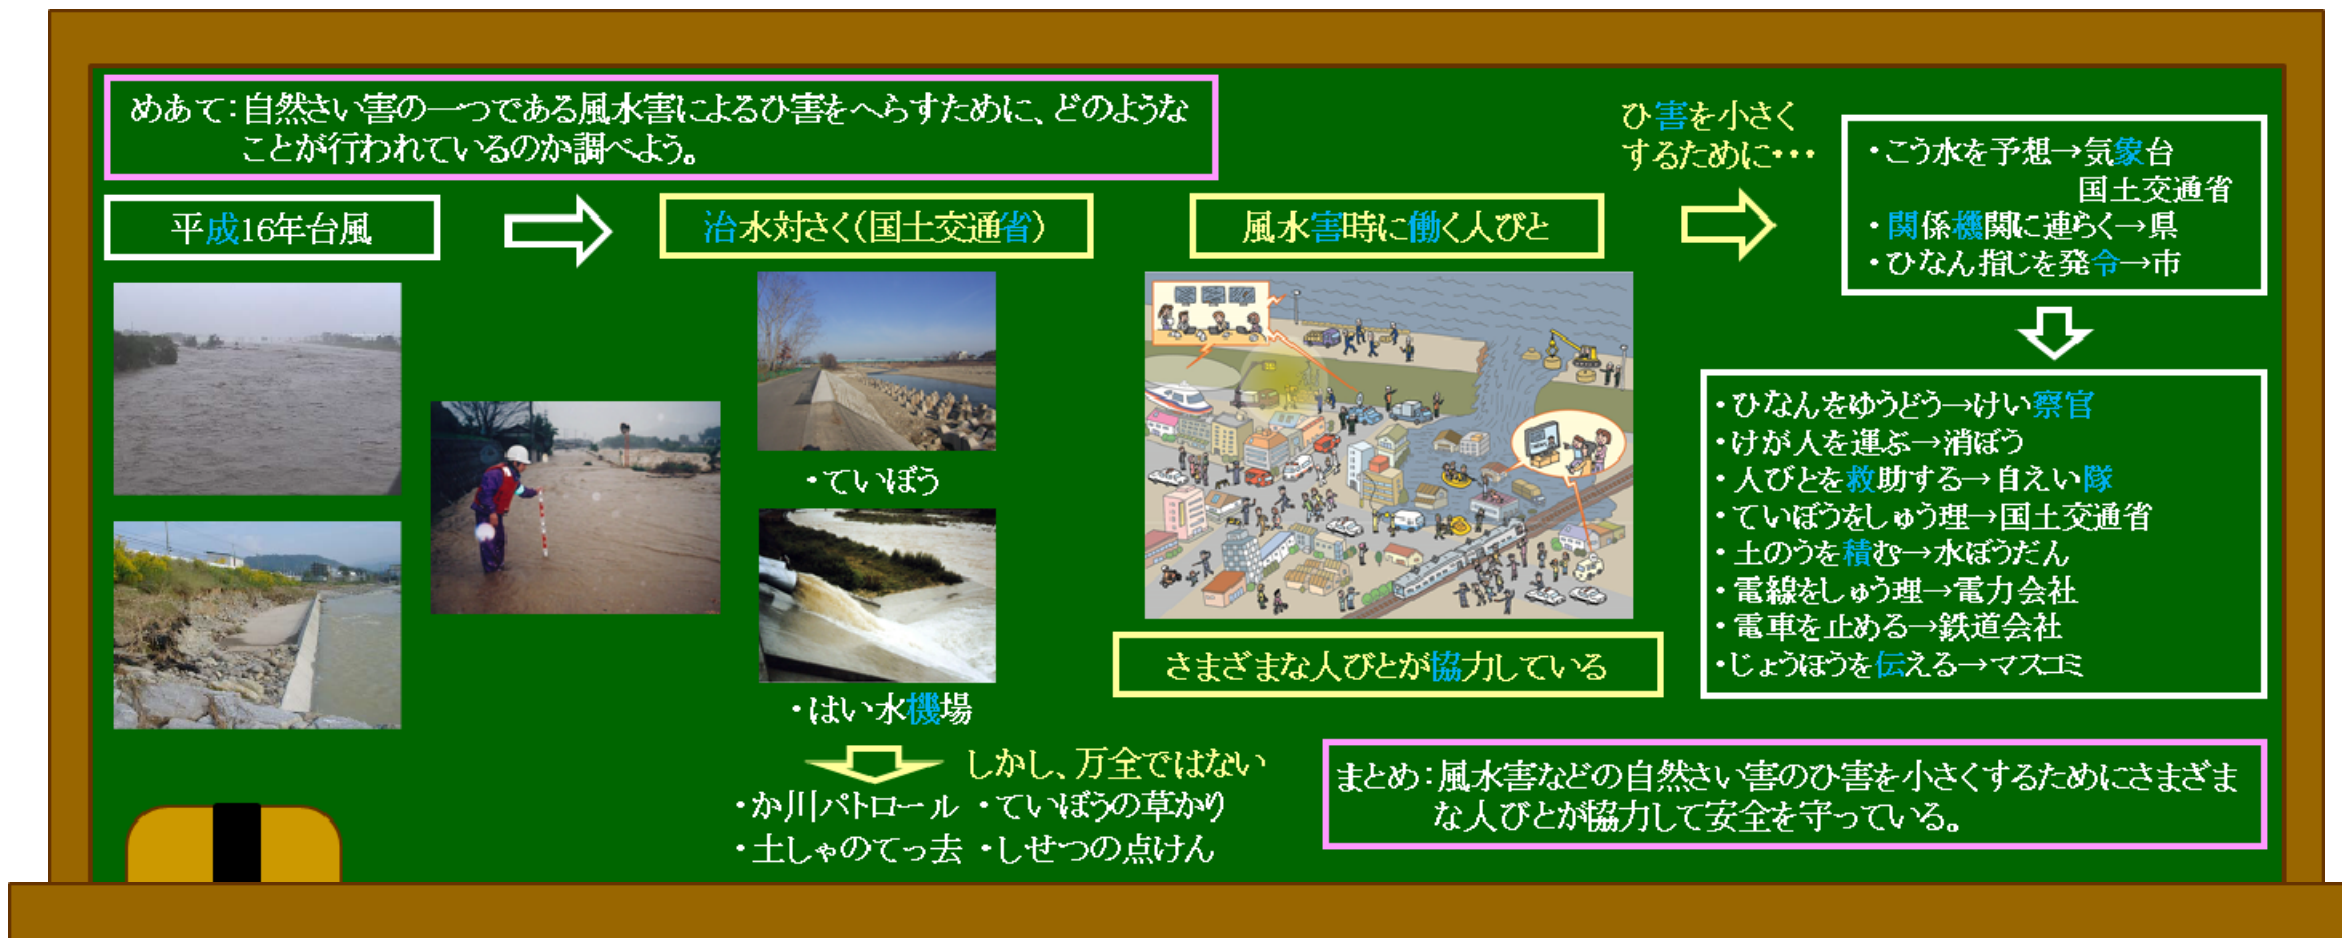 めあて：自然さい害の一つである風水害によるひ害をへらすために、どのような
ことが行われているのか調べよう。
平成16年台風
治水対さく（国土交通省）
・ていぼう
・はい水機場
しかし、万全ではない
・か川パトロール ・ていぼうの草かり
・土しゃのてっ去 ・しせつの点けん
風水害時に働く人びと
さまざまな人びとが協力している
ひ害を小さく
するために・・・
・こう水を予想→気象台
国土交通省
・関係機関に連らく→県
・ひなん指じを発令→市
・ひなんをゆうどう→けい察官
・けが人を運ぶ→消ぼう
・人びとを救助する→自えい隊
・ていぼうをしゅう理→国土交通省
・土のうを積む→水ぼうだん
・電線をしゅう理→電力会社
・電車を止める→鉄道会社
・じょうほうを伝える→マスコミ
まとめ：風水害などの自然さい害のひ害を小さくするためにさまざま
な人びとが協力して安全を守っている。